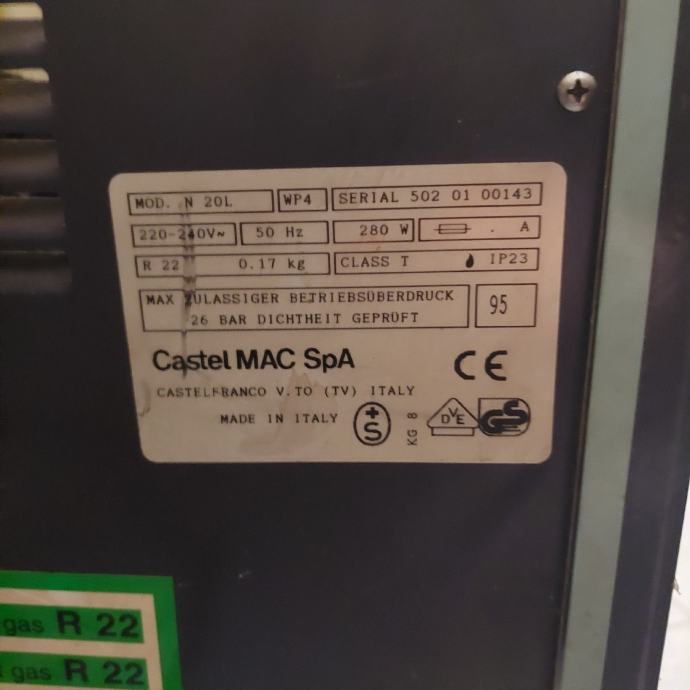 MOD. N 20L WP4 SERIAL 502 01 00143
220-240V~ 50 Hz 280 W . A
R 22 0.17 kg CLASS T IP23
MAX ZULASSIGER BETRIEBSÜBERDRUCK
26 BAR DICHTHEIT GEPRÜFT
95
Castel MAC SpA CE
CASTELFRANCO V.TO (TV) ITALY
MADE IN ITALY +S KG 8 DVE GS
gas R 22
gas R 22